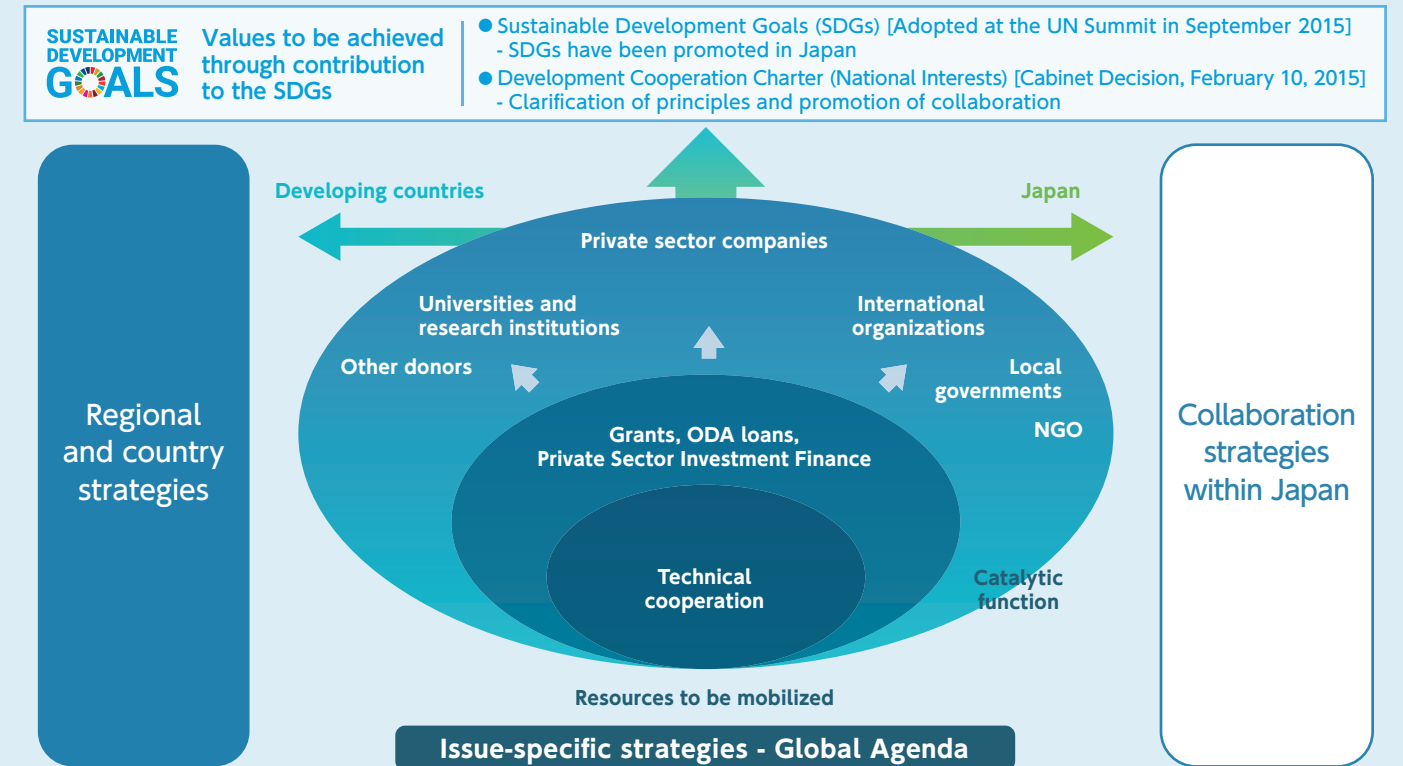 SUSTAINABLE
DEVELOPMENT
GOALS
Values to be achieved
through contribution
to the SDGs
● Sustainable Development Goals (SDGs) [Adopted at the UN Summit in September 2015]
- SDGs have been promoted in Japan
● Development Cooperation Charter (National Interests) [Cabinet Decision, February 10, 2015]
- Clarification of principles and promotion of collaboration
Developing countries
Japan
Private sector companies
Universities and
research institutions
International
organizations
Other donors
Local
governments
NGO
Regional
and country
strategies
Grants, ODA loans,
Private Sector Investment Finance
Collaboration
strategies
within Japan
Technical
cooperation
Catalytic
function
Resources to be mobilized
Issue-specific strategies - Global Agenda